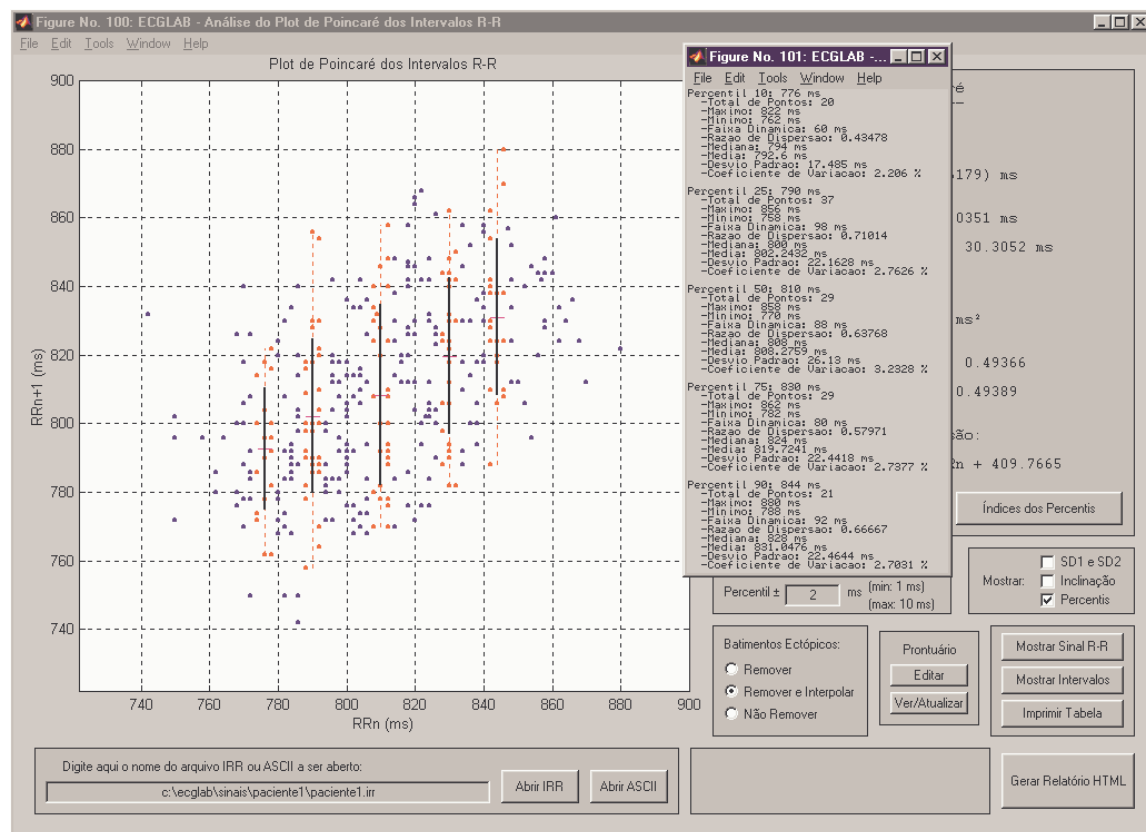 Figure No. 100: ECGLAB - Análise do Plot de Poincaré dos Intervalos R-R
File Edit Tools Window Help
Plot de Poincaré dos Intervalos R-R
900
880
860
840
820
800
780
760
740
RRn+1 (ms)
740 760 780 800 820 840 860 880 900
RRn (ms)
Figure No. 101: ECGLAB -...
File Edit Tools Window Help
Percentil 10: 776 ms
-Total de Pontos: 20
-Maximo: 822 ms
-Minimo: 762 ms
-Faixa Dinamica: 60 ms
-Razao de Dispersao: 0.43478
-Mediana: 794 ms
-Media: 792.6 ms
-Desvio Padrao: 17.485 ms
-Coeficiente de Variacao: 2.206 %
Percentil 25: 790 ms
-Total de Pontos: 37
-Maximo: 856 ms
-Minimo: 758 ms
-Faixa Dinamica: 98 ms
-Razao de Dispersao: 0.71014
-Mediana: 800 ms
-Media: 802.2432 ms
-Desvio Padrao: 22.1628 ms
-Coeficiente de Variacao: 2.7626 %
Percentil 50: 810 ms
-Total de Pontos: 29
-Maximo: 858 ms
-Minimo: 770 ms
-Faixa Dinamica: 88 ms
-Razao de Dispersao: 0.63768
-Mediana: 808 ms
-Media: 808.2759 ms
-Desvio Padrao: 26.13 ms
-Coeficiente de Variacao: 3.2328 %
Percentil 75: 830 ms
-Total de Pontos: 29
-Maximo: 862 ms
-Minimo: 782 ms
-Faixa Dinamica: 80 ms
-Razao de Dispersao: 0.57971
-Mediana: 824 ms
-Media: 819.7241 ms
-Desvio Padrao: 22.4418 ms
-Coeficiente de Variacao: 2.7377 %
Percentil 90: 844 ms
-Total de Pontos: 21
-Maximo: 880 ms
-Minimo: 788 ms
-Faixa Dinamica: 92 ms
-Razao de Dispersao: 0.66667
-Mediana: 828 ms
-Media: 831.0476 ms
-Desvio Padrao: 22.4644 ms
-Coeficiente de Variacao: 2.7031 %
ré
179) ms
0351 ms
30.3052 ms
ms²
0.49366
0.49389
são:
Rn + 409.7665
Índices dos Percentis
Percentil ± 2 ms (min: 1 ms)
(max: 10 ms)
Mostrar:
SD1 e SD2
Inclinação
Percentis
Batimentos Ectópicos:
Remover
Remover e Interpolar
Não Remover
Prontuário
Editar
Ver/Atualizar
Mostrar Sinal R-R
Mostrar Intervalos
Imprimir Tabela
Digite aqui o nome do arquivo IRR ou ASCII a ser aberto:
c:\ecglab\sinais\paciente1\paciente1.irr
Abrir IRR
Abrir ASCII
Gerar Relatório HTML